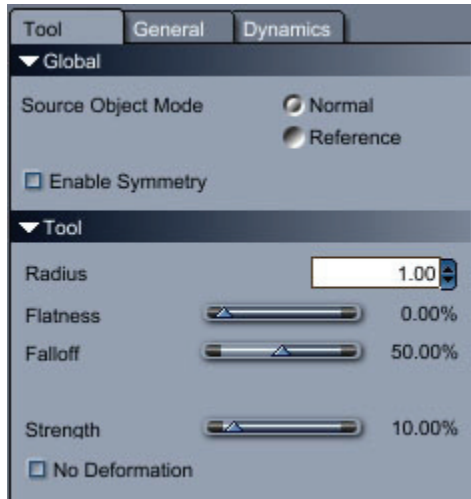 Tool General Dynamics
Global
Source Object Mode Normal
Reference
Enable Symmetry
Tool
Radius 1.00
Flatness 0.00%
Falloff 50.00%
Strength 10.00%
No Deformation